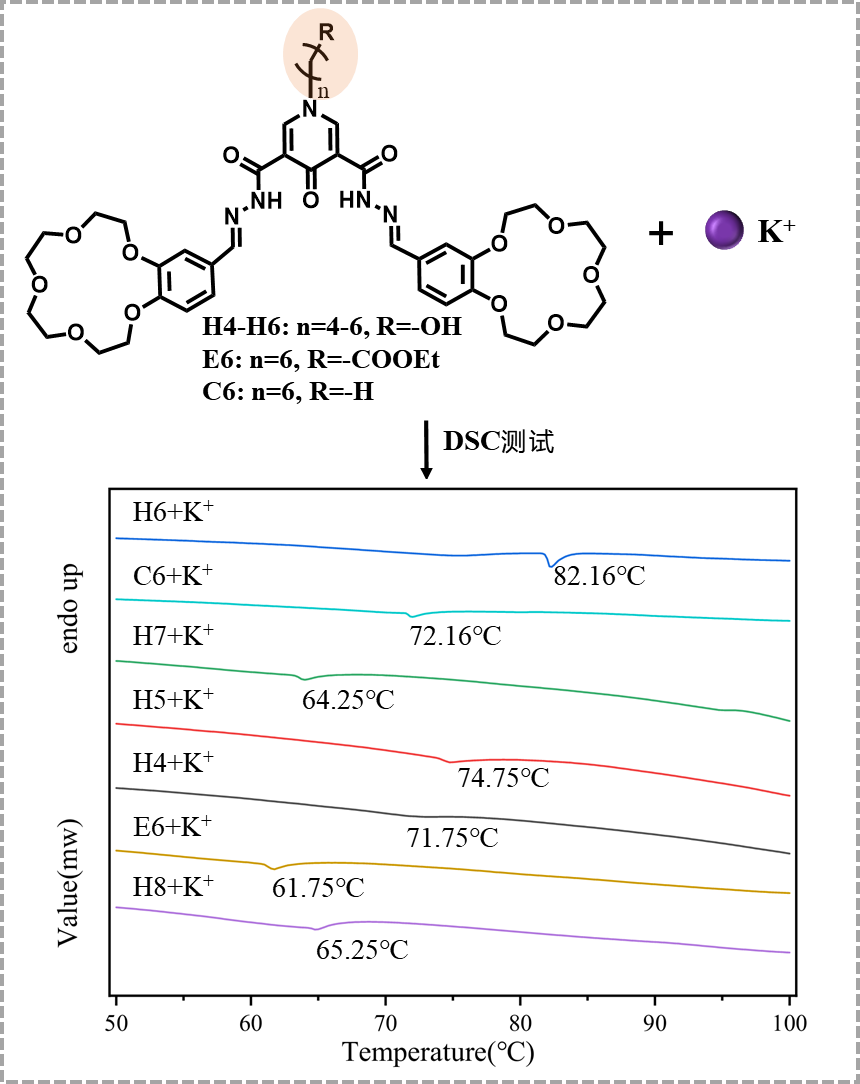 R
n
N
O
O
NH
O
HN
N
N
O
O
O
O
O
O
O
O
O
O
+
K⁺
H4-H6: n=4-6, R=-OH
E6: n=6, R=-COOEt
C6: n=6, R=-H
DSC测试
H6+K⁺
82.16℃
C6+K⁺
72.16℃
H7+K⁺
64.25℃
H5+K⁺
74.75℃
H4+K⁺
71.75℃
E6+K⁺
61.75℃
H8+K⁺
65.25℃
endo up
Value(mw)
50 60 70 80 90 100
Temperature(℃)